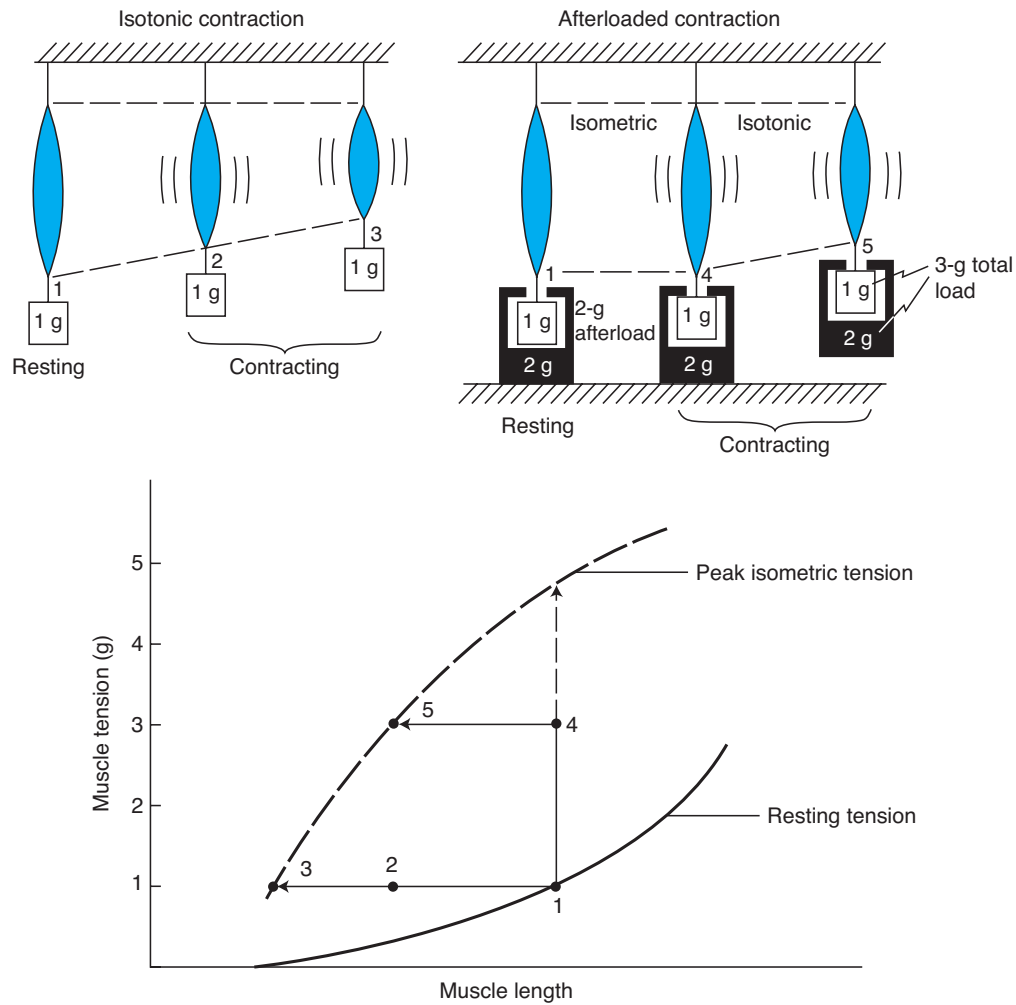 Isotonic contraction
1
1 g
Resting
2
1 g
3
1 g
Contracting
Afterloaded contraction
Isometric
Isotonic
1
1 g
2-g
afterload
2 g
Resting
4
1 g
2 g
5
1 g
2 g
3-g total
load
Contracting
Muscle tension (g)
5
4
3
2
1
Peak isometric tension
5
4
Resting tension
3
2
1
Muscle length